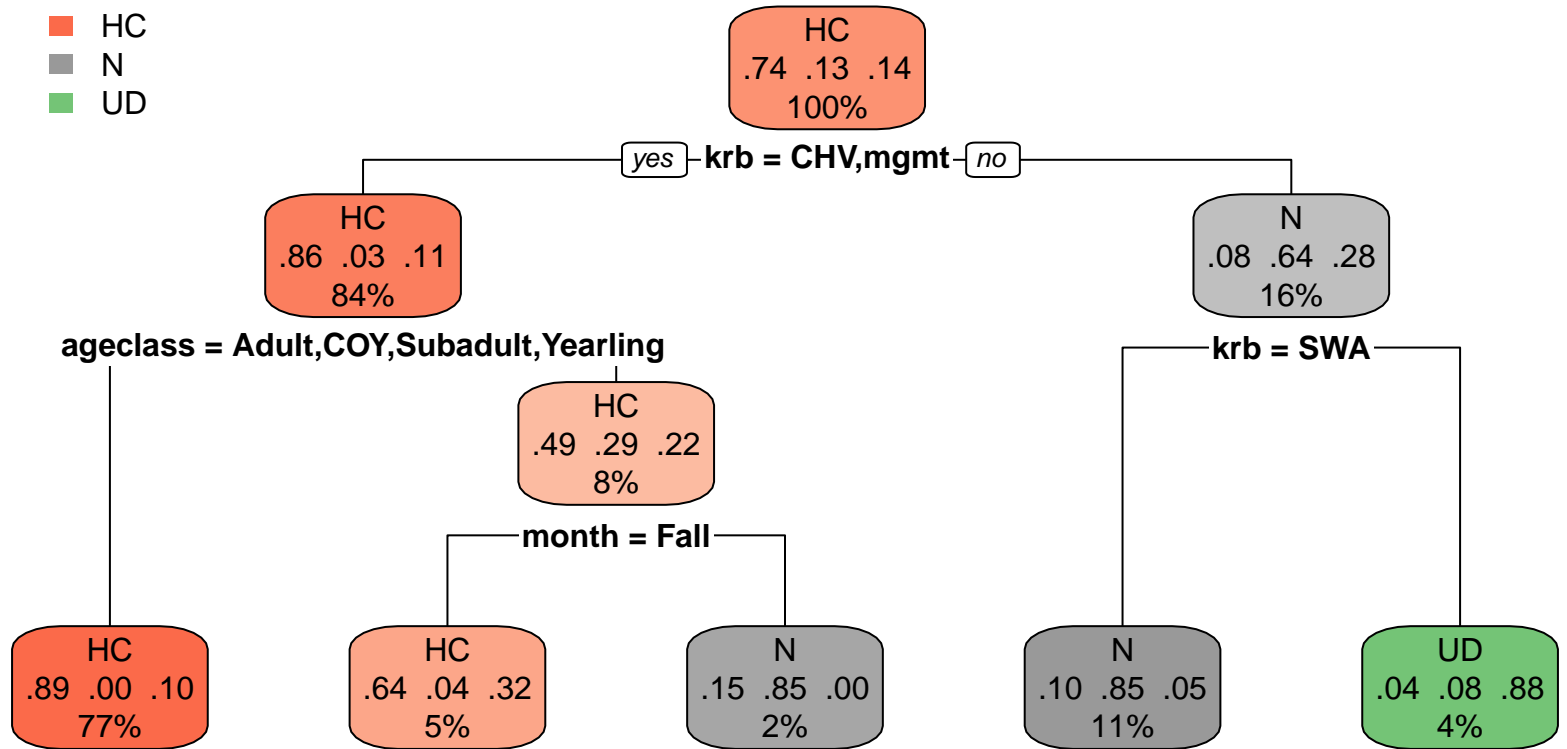 HC
N
UD
HC
.74 .13 .14
100%
yes krb = CHV,mgmt no
HC
.86 .03 .11
84%
N
.08 .64 .28
16%
ageclass = Adult,COY,Subadult,Yearling
krb = SWA
HC
.49 .29 .22
8%
month = Fall
HC
.89 .00 .10
77%
HC
.64 .04 .32
5%
N
.15 .85 .00
2%
N
.10 .85 .05
11%
UD
.04 .08 .88
4%